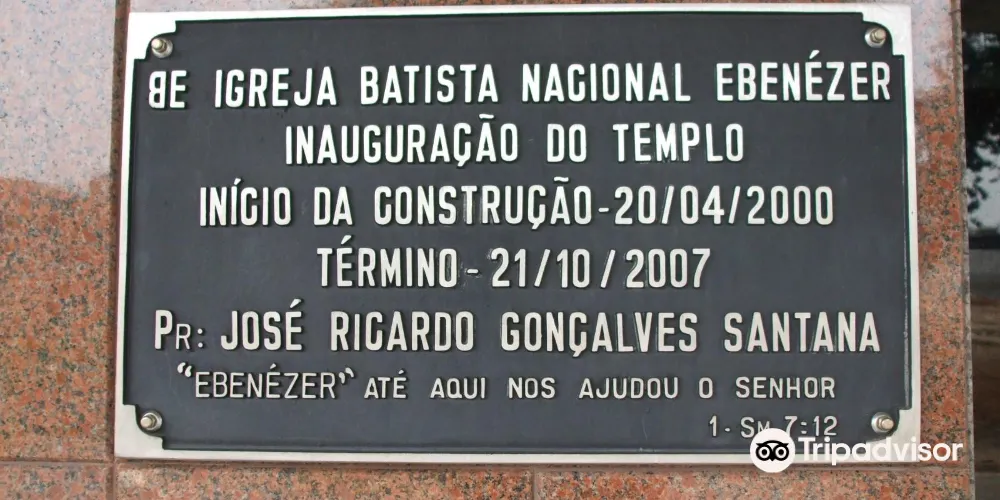 BE IGREJA BATISTA NACIONAL EBENÉZER
INAUGURAÇÃO DO TEMPLO
INÍCIO DA CONSTRUÇÃO-20/04/2000
TÉRMINO-21/10/2007
PR: JOSÉ RICARDO GONÇALVES SANTANA
"EBENÉZER" ATÉ AQUI NOS AJUDOU O SENHOR
1-SM 7:12
Tripadvisor